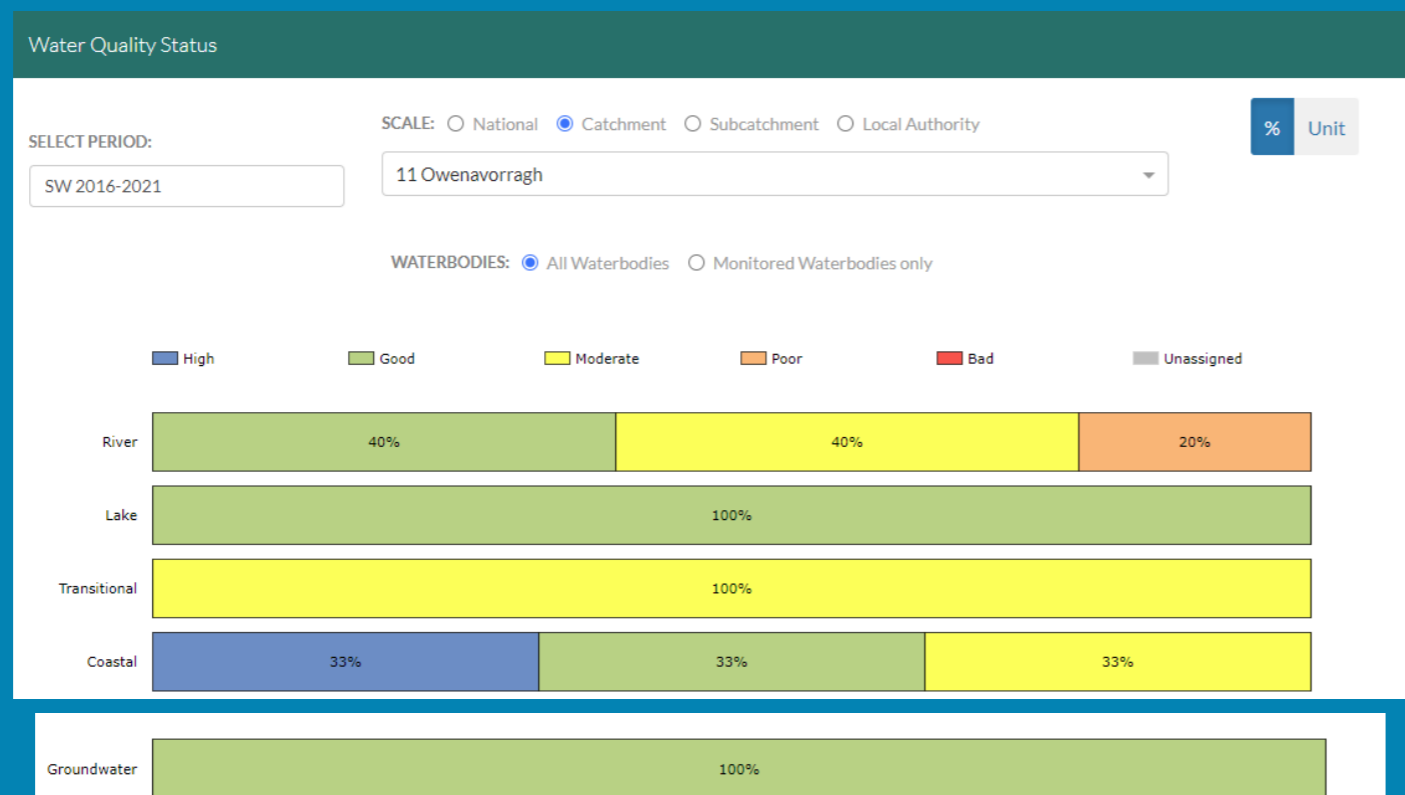 Water Quality Status
SELECT PERIOD:
SW 2016-2021
SCALE: National Catchment Subcatchment Local Authority
11 Owenavorragh
% Unit
WATERBODIES: All Waterbodies Monitored Waterbodies only
High Good Moderate Poor Bad Unassigned
River 40% 40% 20%
Lake 100%
Transitional 100%
Coastal 33% 33% 33%
Groundwater 100%